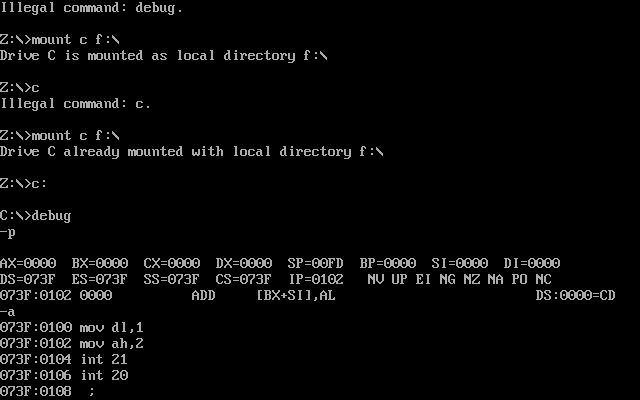 Illegal command: debug.
Z:\>mount c f:\
Drive C is mounted as local directory f:\
Z:\>c
Illegal command: c.
Z:\>mount c f:\
Drive C already mounted with local directory f:\
Z:\>c:
C:\>debug
-p
AX=0000  BX=0000  CX=0000  DX=0000  SP=00FD  BP=0000  SI=0000  DI=0000
DS=073F  ES=073F  SS=073F  CS=073F  IP=0102   NV UP EI NG NZ NA PO NC
073F:0102 0000          ADD     [BX+SI],AL                         DS:0000=CD
-a
073F:0100 mov dl,1
073F:0102 mov ah,2
073F:0104 int 21
073F:0106 int 20
073F:0108  ;